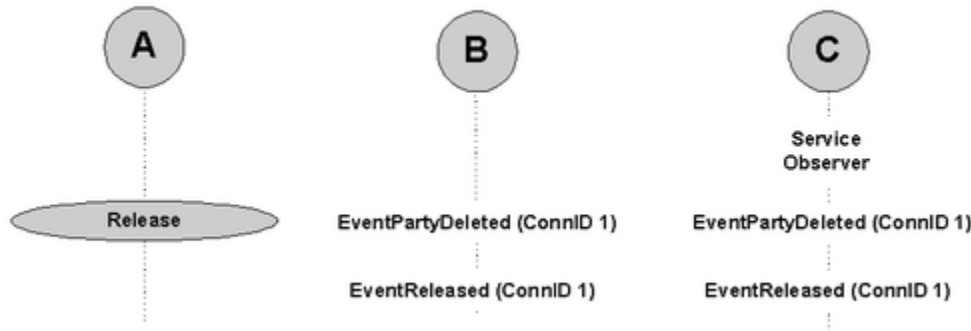 A
B
C
Service
Observer
Release
EventPartyDeleted (ConnID 1)
EventPartyDeleted (ConnID 1)
EventReleased (ConnID 1)
EventReleased (ConnID 1)